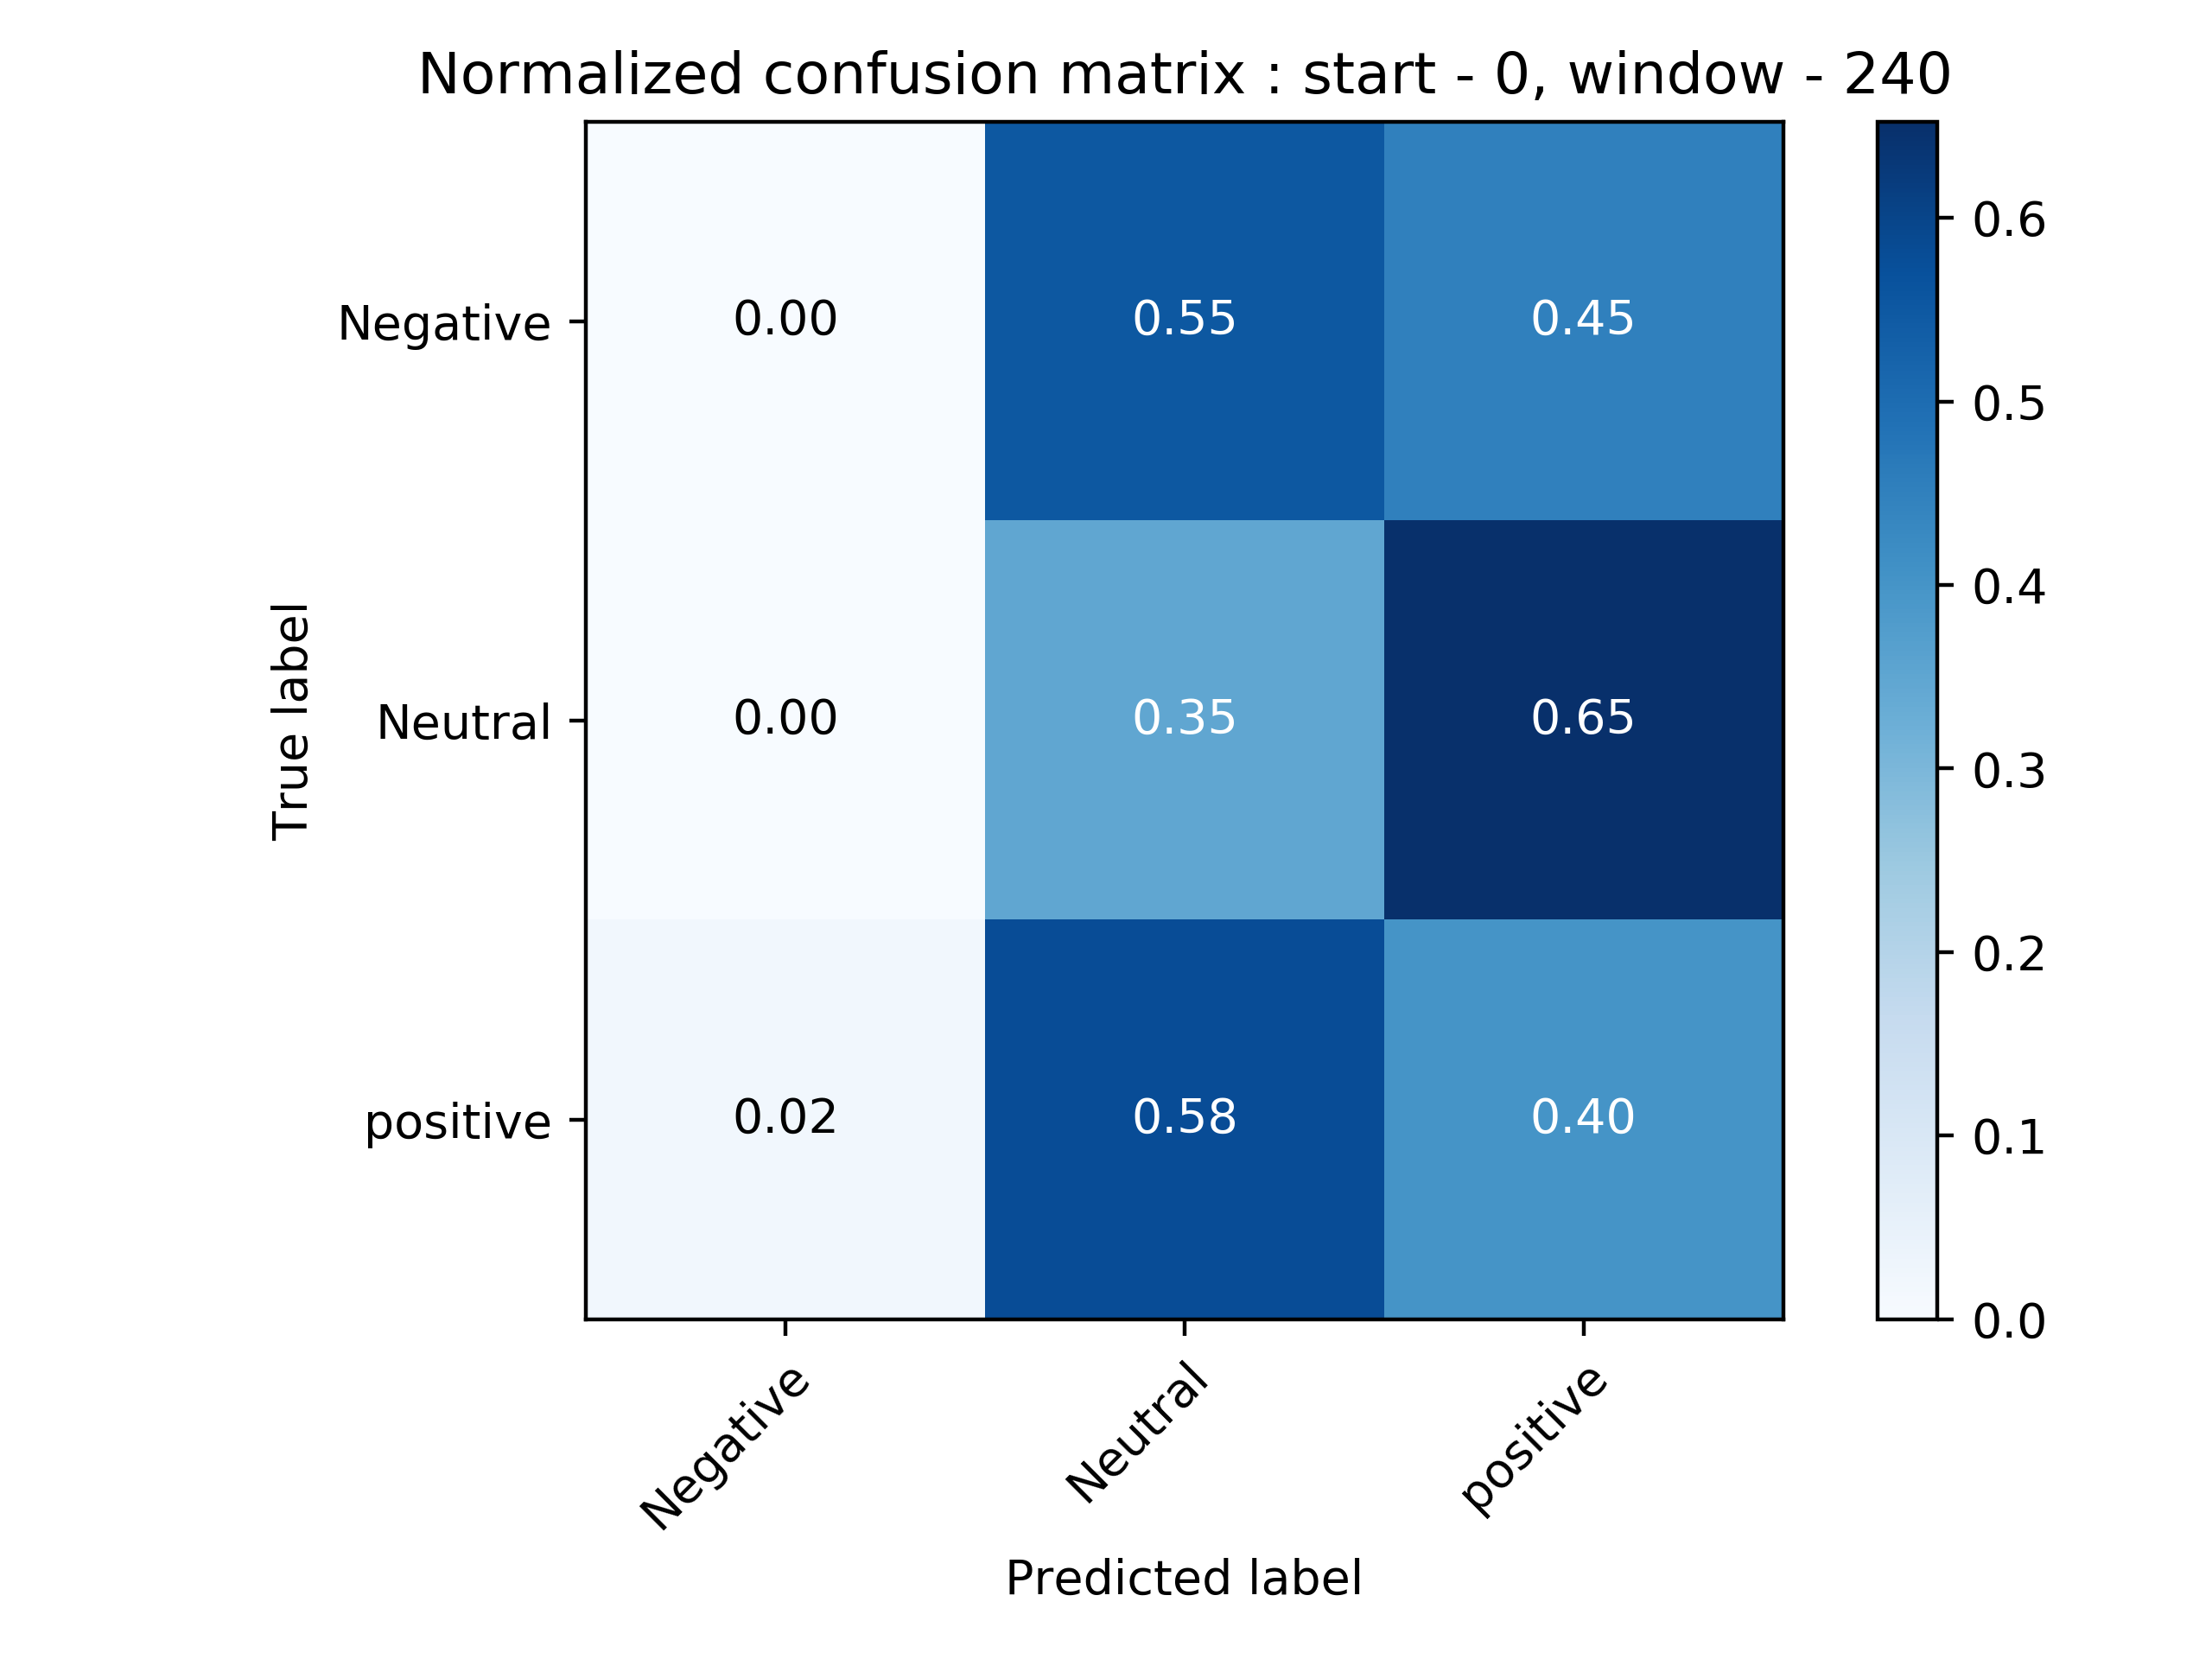 Normalized confusion matrix : start - 0, window - 240
Negative
0.00
0.55
0.45
Neutral
0.00
0.35
0.65
positive
0.02
0.58
0.40
True label
Negative
Neutral
positive
Predicted label
0.6
0.5
0.4
0.3
0.2
0.1
0.0